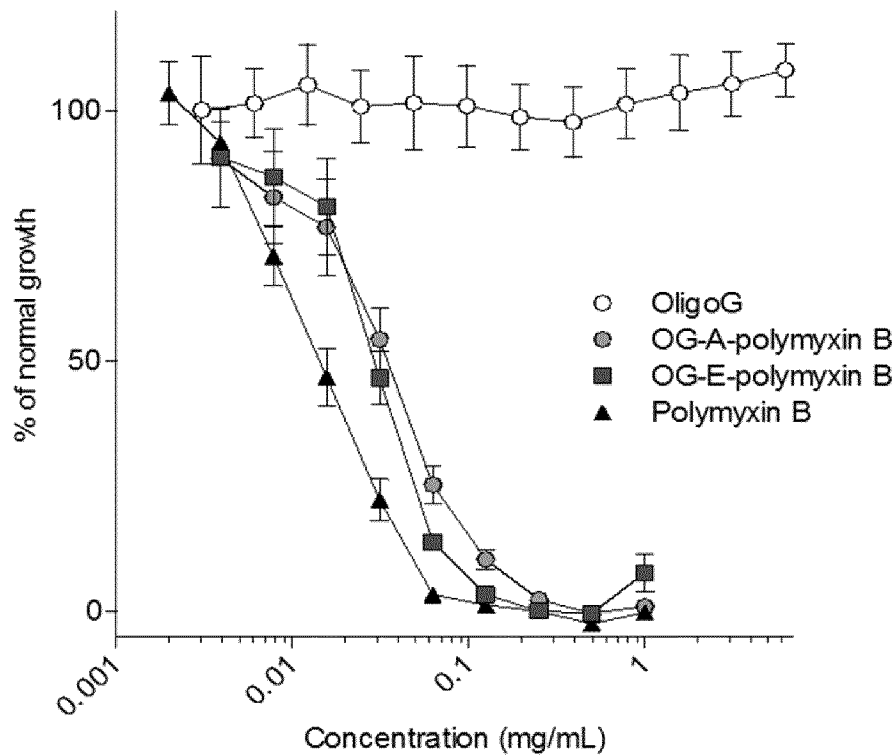 100
50
0
% of normal growth
OligoG
OG-A-polymyxin B
OG-E-polymyxin B
Polymyxin B
0.001
0.01
0.1
1
Concentration (mg/mL)